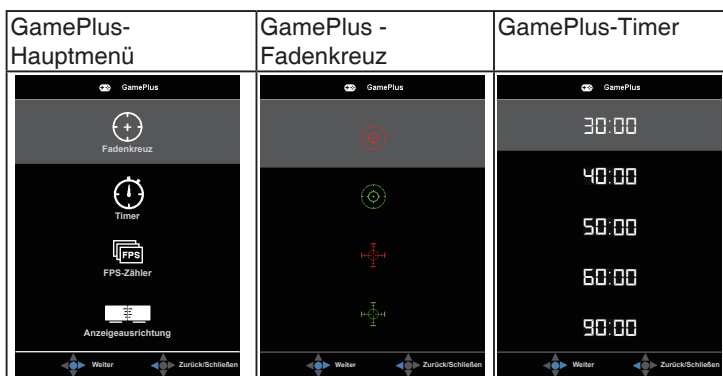 GamePlus-
Hauptmenü
GamePlus -
Fadenkreuz
GamePlus-Timer
GamePlus
Fadenkreuz
Timer
FPS
FPS-Zähler
Anzeigeausrichtung
Weiter Zurück/Schließen
GamePlus
Weiter Zurück/Schließen
GamePlus
30:00
40:00
50:00
60:00
90:00
Weiter Zurück/Schließen